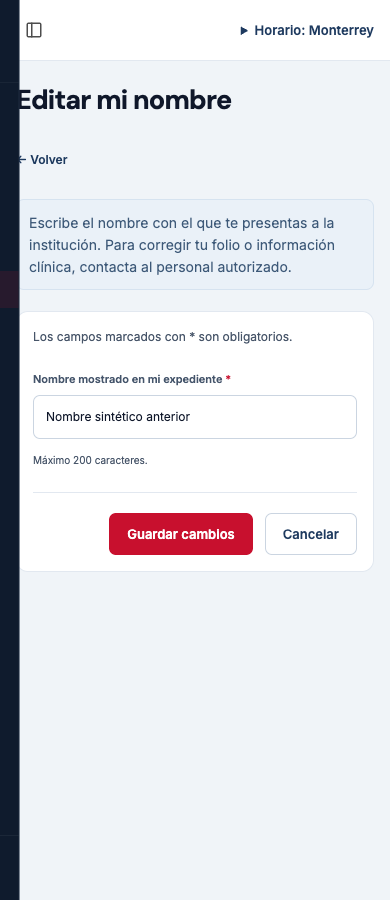 ▶ Horario: Monterrey
Editar mi nombre
← Volver
Escribe el nombre con el que te presentas a la
institución. Para corregir tu folio o información
clínica, contacta al personal autorizado.
Los campos marcados con * son obligatorios.
Nombre mostrado en mi expediente *
Nombre sintético anterior
Máximo 200 caracteres.
Guardar cambios
Cancelar